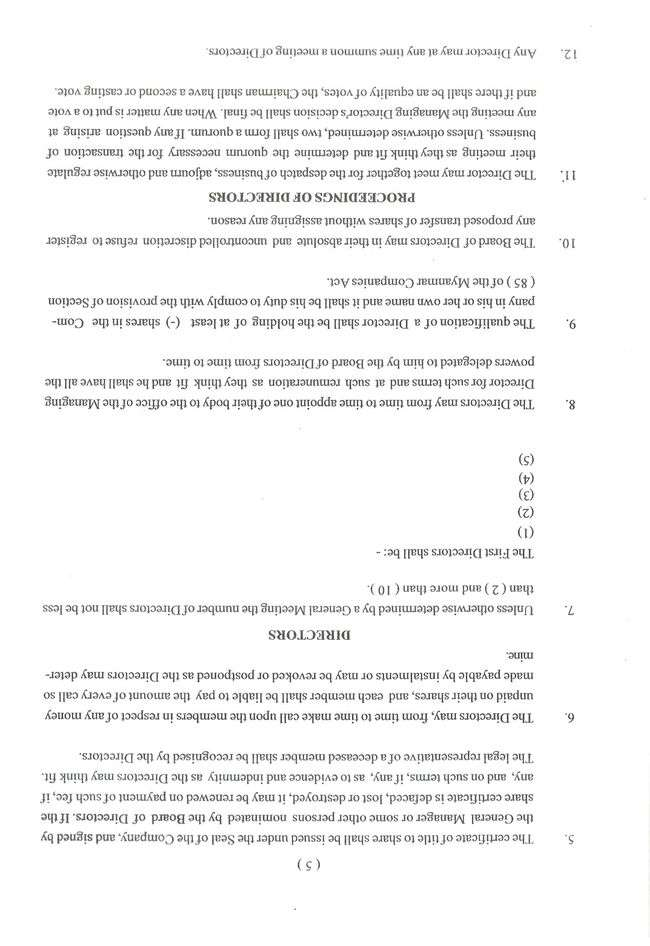 ( 5 )
5. The certificate of title to share shall be issued under the Seal of the Company, and signed by
the General Manager or some other persons nominated by the Board of Directors. If the
share certificate is defaced, lost or destroyed, it may be renewed on payment of such fee, if
any, and on such terms, if any, as to evidence and indemnity as the Directors may think fit.
The legal representative of a deceased member shall be recognised by the Directors.
6. The Directors may, from time to time make call upon the members in respect of any money
unpaid on their shares, and each member shall be liable to pay the amount of every call so
made payable by instalments or may be revoked or postponed as the Directors may deter-
mine.
DIRECTORS
7. Unless otherwise determined by a General Meeting the number of Directors shall not be less
than ( 2 ) and more than ( 10 ).
The First Directors shall be: -
(1)
(2)
(3)
(4)
(5)
8. The Directors may from time to time appoint one of their body to the office of the Managing
Director for such terms and at such remuneration as they think fit and he shall have all the
powers delegated to him by the Board of Directors from time to time.
9. The qualification of a Director shall be the holding of at least (-) shares in the Com-
pany in his or her own name and it shall be his duty to comply with the provision of Section
( 85 ) of the Myanmar Companies Act.
10. The Board of Directors may in their absolute and uncontrolled discretion refuse to register
any proposed transfer of shares without assigning any reason.
PROCEEDINGS OF DIRECTORS
11. The Director may meet together for the despatch of business, adjourn and otherwise regulate
their meeting as they think fit and determine the quorum necessary for the transaction of
business. Unless otherwise determined, two shall form a quorum. If any question arising at
any meeting the Managing Director's decision shall be final. When any matter is put to a vote
and if there shall be an equality of votes, the Chairman shall have a second or casting vote.
12. Any Director may at any time summon a meeting of Directors.